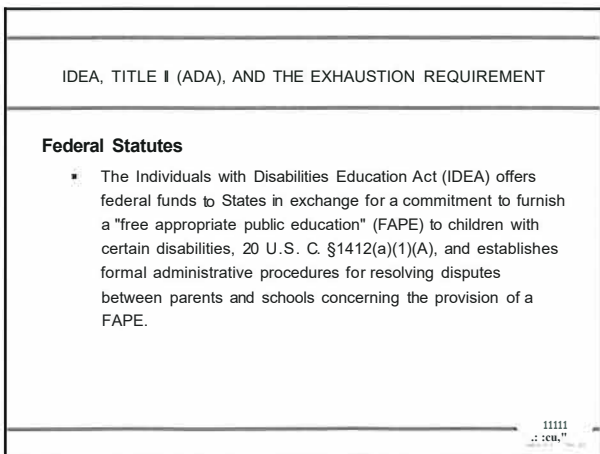 IDEA, TITLE II (ADA), AND THE EXHAUSTION REQUIREMENT
Federal Statutes
▪ The Individuals with Disabilities Education Act (IDEA) offers
federal funds to States in exchange for a commitment to furnish
a "free appropriate public education" (FAPE) to children with
certain disabilities, 20 U.S. C. §1412(a)(1)(A), and establishes
formal administrative procedures for resolving disputes
between parents and schools concerning the provision of a
FAPE.
11111